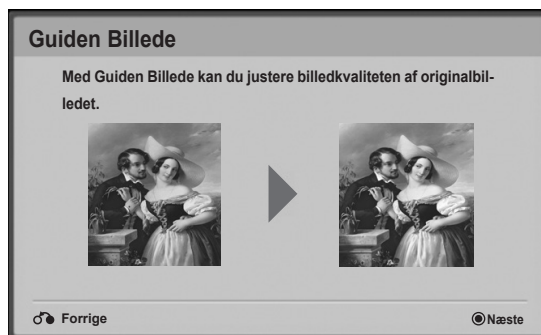 Guiden Billede
Med Guiden Billede kan du justere billedkvaliteten af originalbil-
ledet.
Forrige
Næste